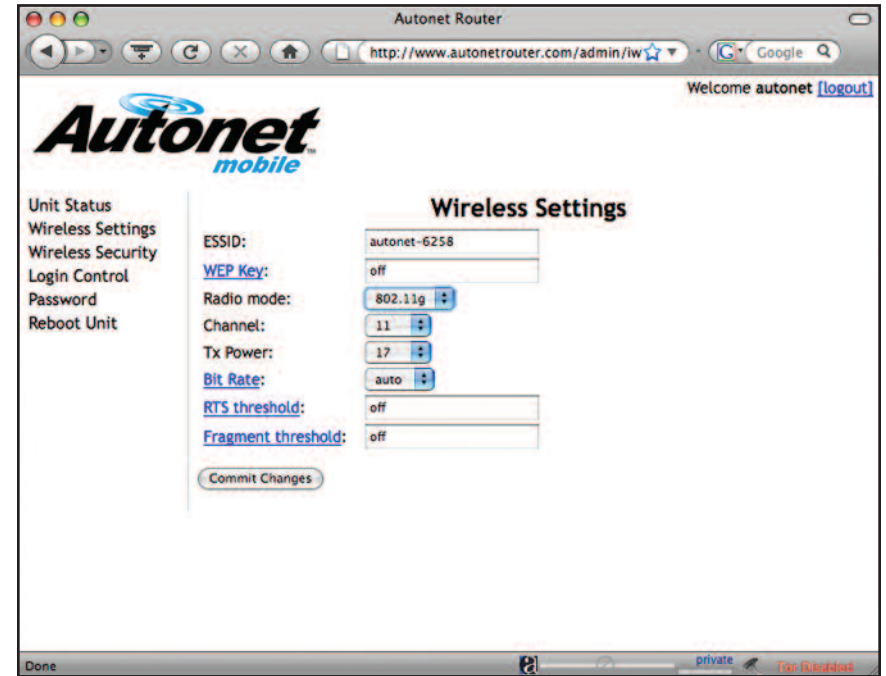 Autonet Router
http://www.autonetrouter.com/admin/iw
Google
Welcome autonet [logout]
Autonet
mobile
Unit Status
Wireless Settings
Wireless Security
Login Control
Password
Reboot Unit
Wireless Settings
ESSID: autonet-6258
WEP Key: off
Radio mode: 802.11g
Channel: 11
Tx Power: 17
Bit Rate: auto
RTS threshold: off
Fragment threshold: off
Commit Changes
Done
private
Tor Disabled